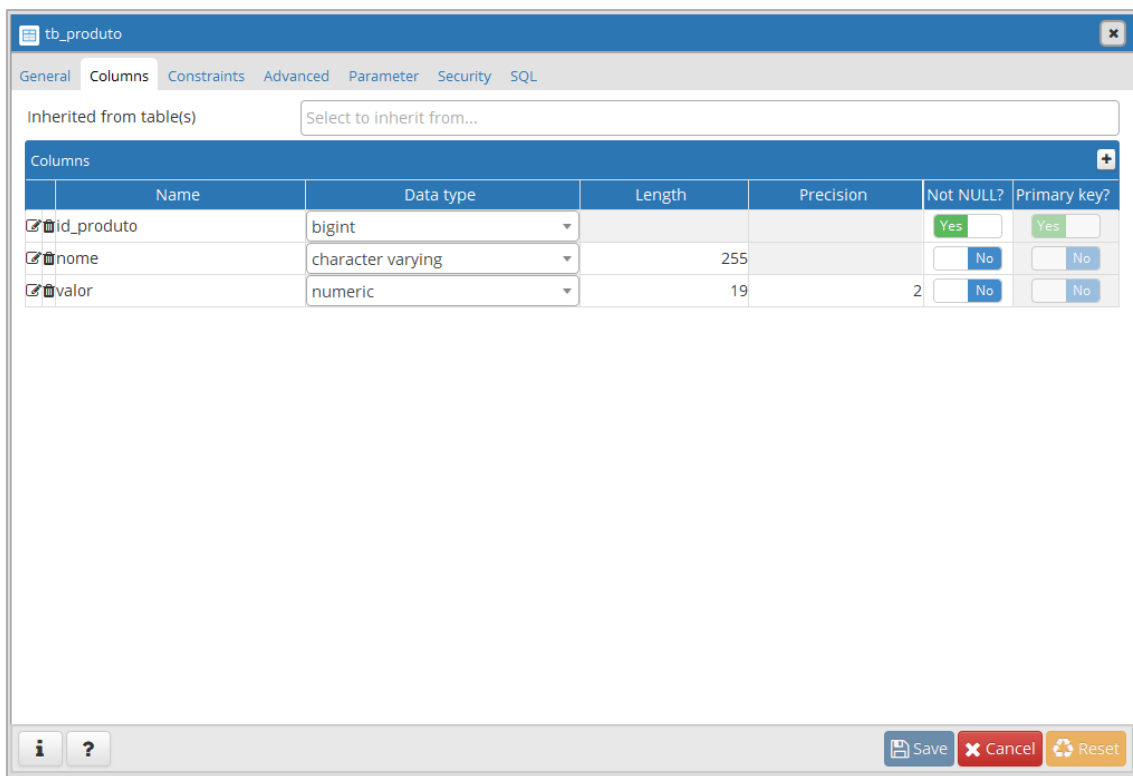 tb_produto
General Columns Constraints Advanced Parameter Security SQL
Inherited from table(s) Select to inherit from...
Columns
Name Data type Length Precision Not NULL? Primary key?
id_produto bigint Yes Yes
nome character varying 255 No No
valor numeric 19 2 No No
i ? Save Cancel Reset